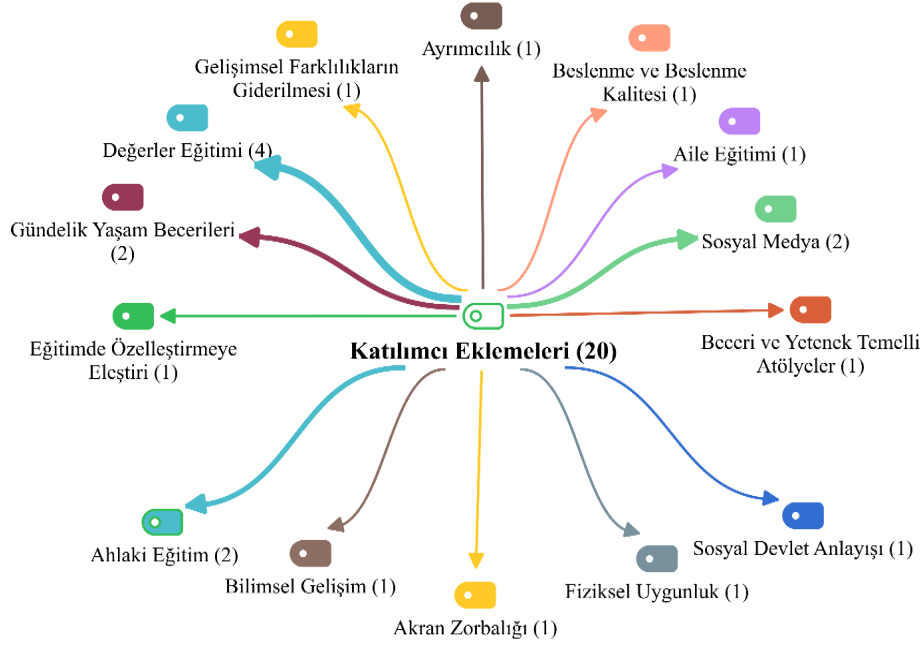 Ayrımcılık (1)
Gelişimsel Farklılıkların
Giderilmesi (1)
Beslenme ve Beslenme
Kalitesi (1)
Değerler Eğitimi (4)
Aile Eğitimi (1)
Gündelik Yaşam Becerileri
(2)
Sosyal Medya (2)
Eğitimde Özelleştirmeye
Eleştiri (1)
Katılımcı Eklemeleri (20)
Beceri ve Yetenek Temelli
Atölyeler (1)
Ahlaki Eğitim (2)
Bilimsel Gelişim (1)
Akran Zorbalığı (1)
Fiziksel Uygunluk (1)
Sosyal Devlet Anlayışı (1)